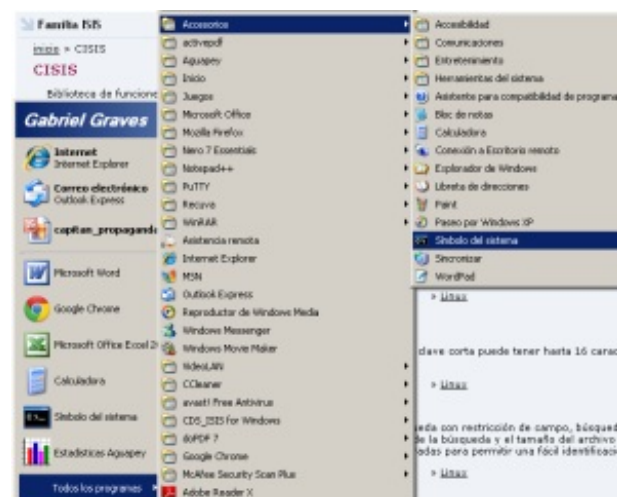 Familia ISIS
inicio > CISIS
CISIS
Biblioteca de funcione
Gabriel Graves
Internet
Internet Explorer
Correo electrónico
Outlook Express
capitan_propaganda
Microsoft Word
Google Chrome
Microsoft Office Excel 2
Calculadora
Símbolo del sistema
Estadísticas Aguapey
Todos los programas
Accesorios
activepdf
Aguapey
Inicio
Juegos
Microsoft Office
Mozilla Firefox
Nero 7 Essentials
Notepad++
PuTTY
Recuva
WinRAR
Asistencia remota
Internet Explorer
MSN
Outlook Express
Reproductor de Windows Media
Windows Messenger
Windows Movie Maker
VideoLAN
CCleaner
avast! Free Antivirus
CDS_ISIS for Windows
doPDF 7
Google Chrome
McAfee Security Scan Plus
Adobe Reader X
Accesibilidad
Comunicaciones
Entretenimiento
Herramientas del sistema
Asistente para compatibilidad de programa
Bloc de notas
Calculadora
Conexión a Escritorio remoto
Explorador de Windows
Libreta de direcciones
Paint
Paseo por Windows XP
Símbolo del sistema
Sincronizar
WordPad
» Linux
clave corta puede tener hasta 16 carac
» Linux
eda con restricción de campo, búsqued
de la búsqueda y el tamaño del archivo
adas para permitir una fácil identificaci
» Linux